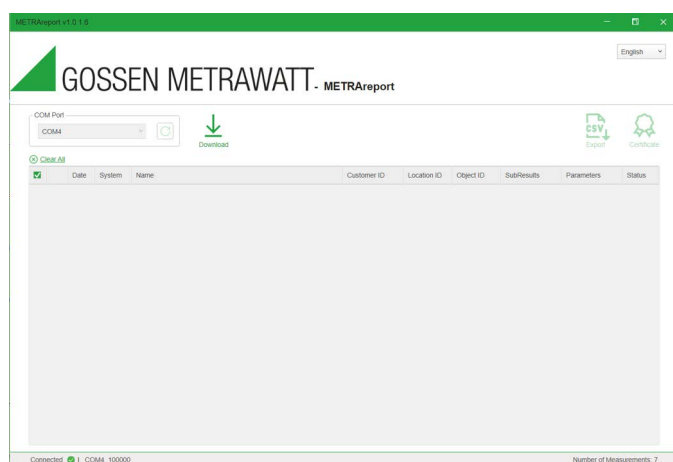 METRAreport v1.0.1.6
English
GOSSEN METRAWATT - METRAreport
COM Port
COM4
Download
CSV
Export
Certificate
Clear All
Date System Name Customer ID Location ID Object ID SubResults Parameters Status
Connected | COM4 100000 Number of Measurements: 7